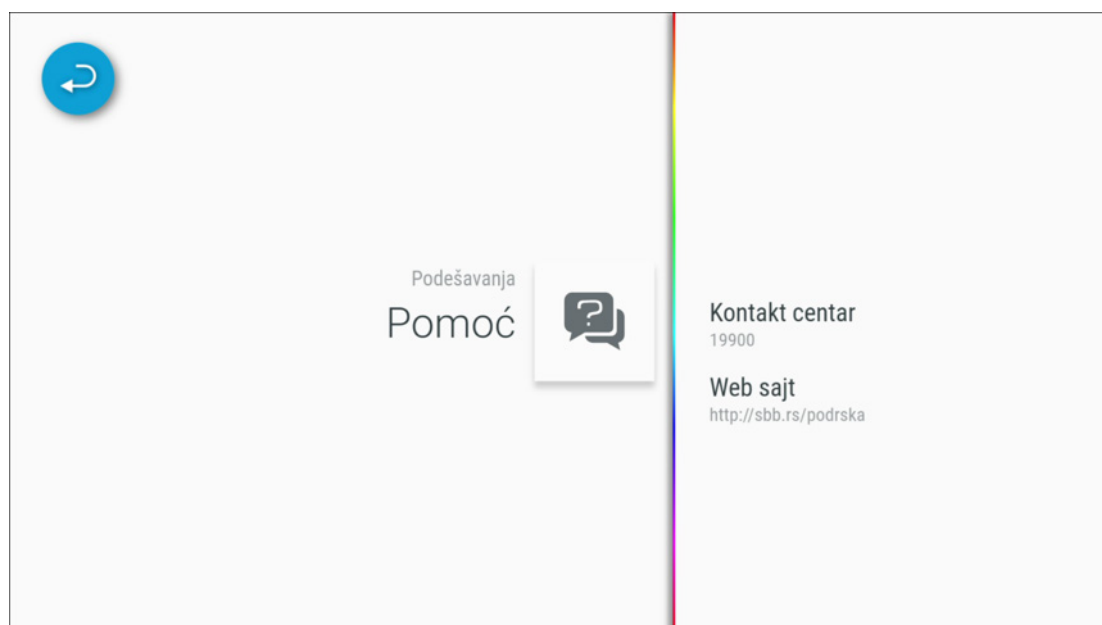 Podešavanja
Pomoć
Kontakt centar
19900
Web sajt
http://sbb.rs/podrska